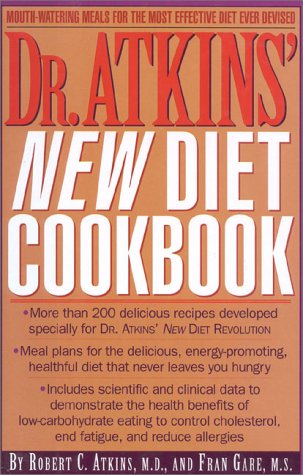 MOUTH-WATERING MEALS FOR THE MOST EFFECTIVE DIET EVER DEVISED
DR. ATKINS'
NEW DIET
COOKBOOK
•More than 200 delicious recipes developed
specially for DR. ATKINS' NEW DIET REVOLUTION
•Meal plans for the delicious, energy-promoting,
healthful diet that never leaves you hungry
•Includes scientific and clinical data to
demonstrate the health benefits of
low-carbohydrate eating to control cholesterol,
end fatigue, and reduce allergies
BY ROBERT C. ATKINS, M.D., AND FRAN GARE, M.S.